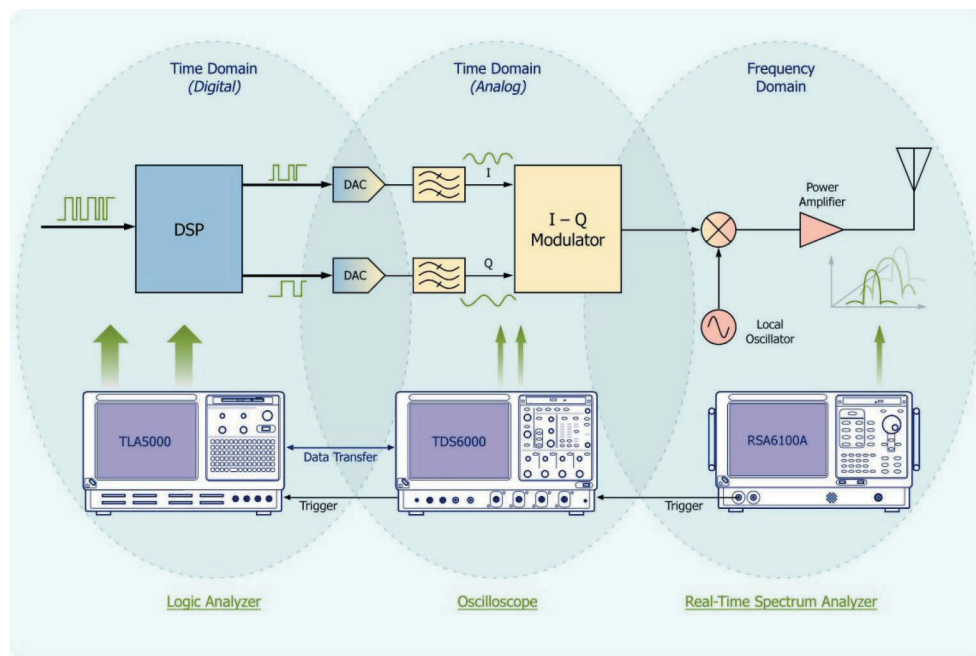 Time Domain
(Digital)
Time Domain
(Analog)
Frequency
Domain
DSP
DAC
DAC
I
Q
I – Q
Modulator
Power
Amplifier
Local
Oscillator
TLA5000
TDS6000
RSA6100A
Data Transfer
Trigger
Trigger
Logic Analyzer
Oscilloscope
Real-Time Spectrum Analyzer